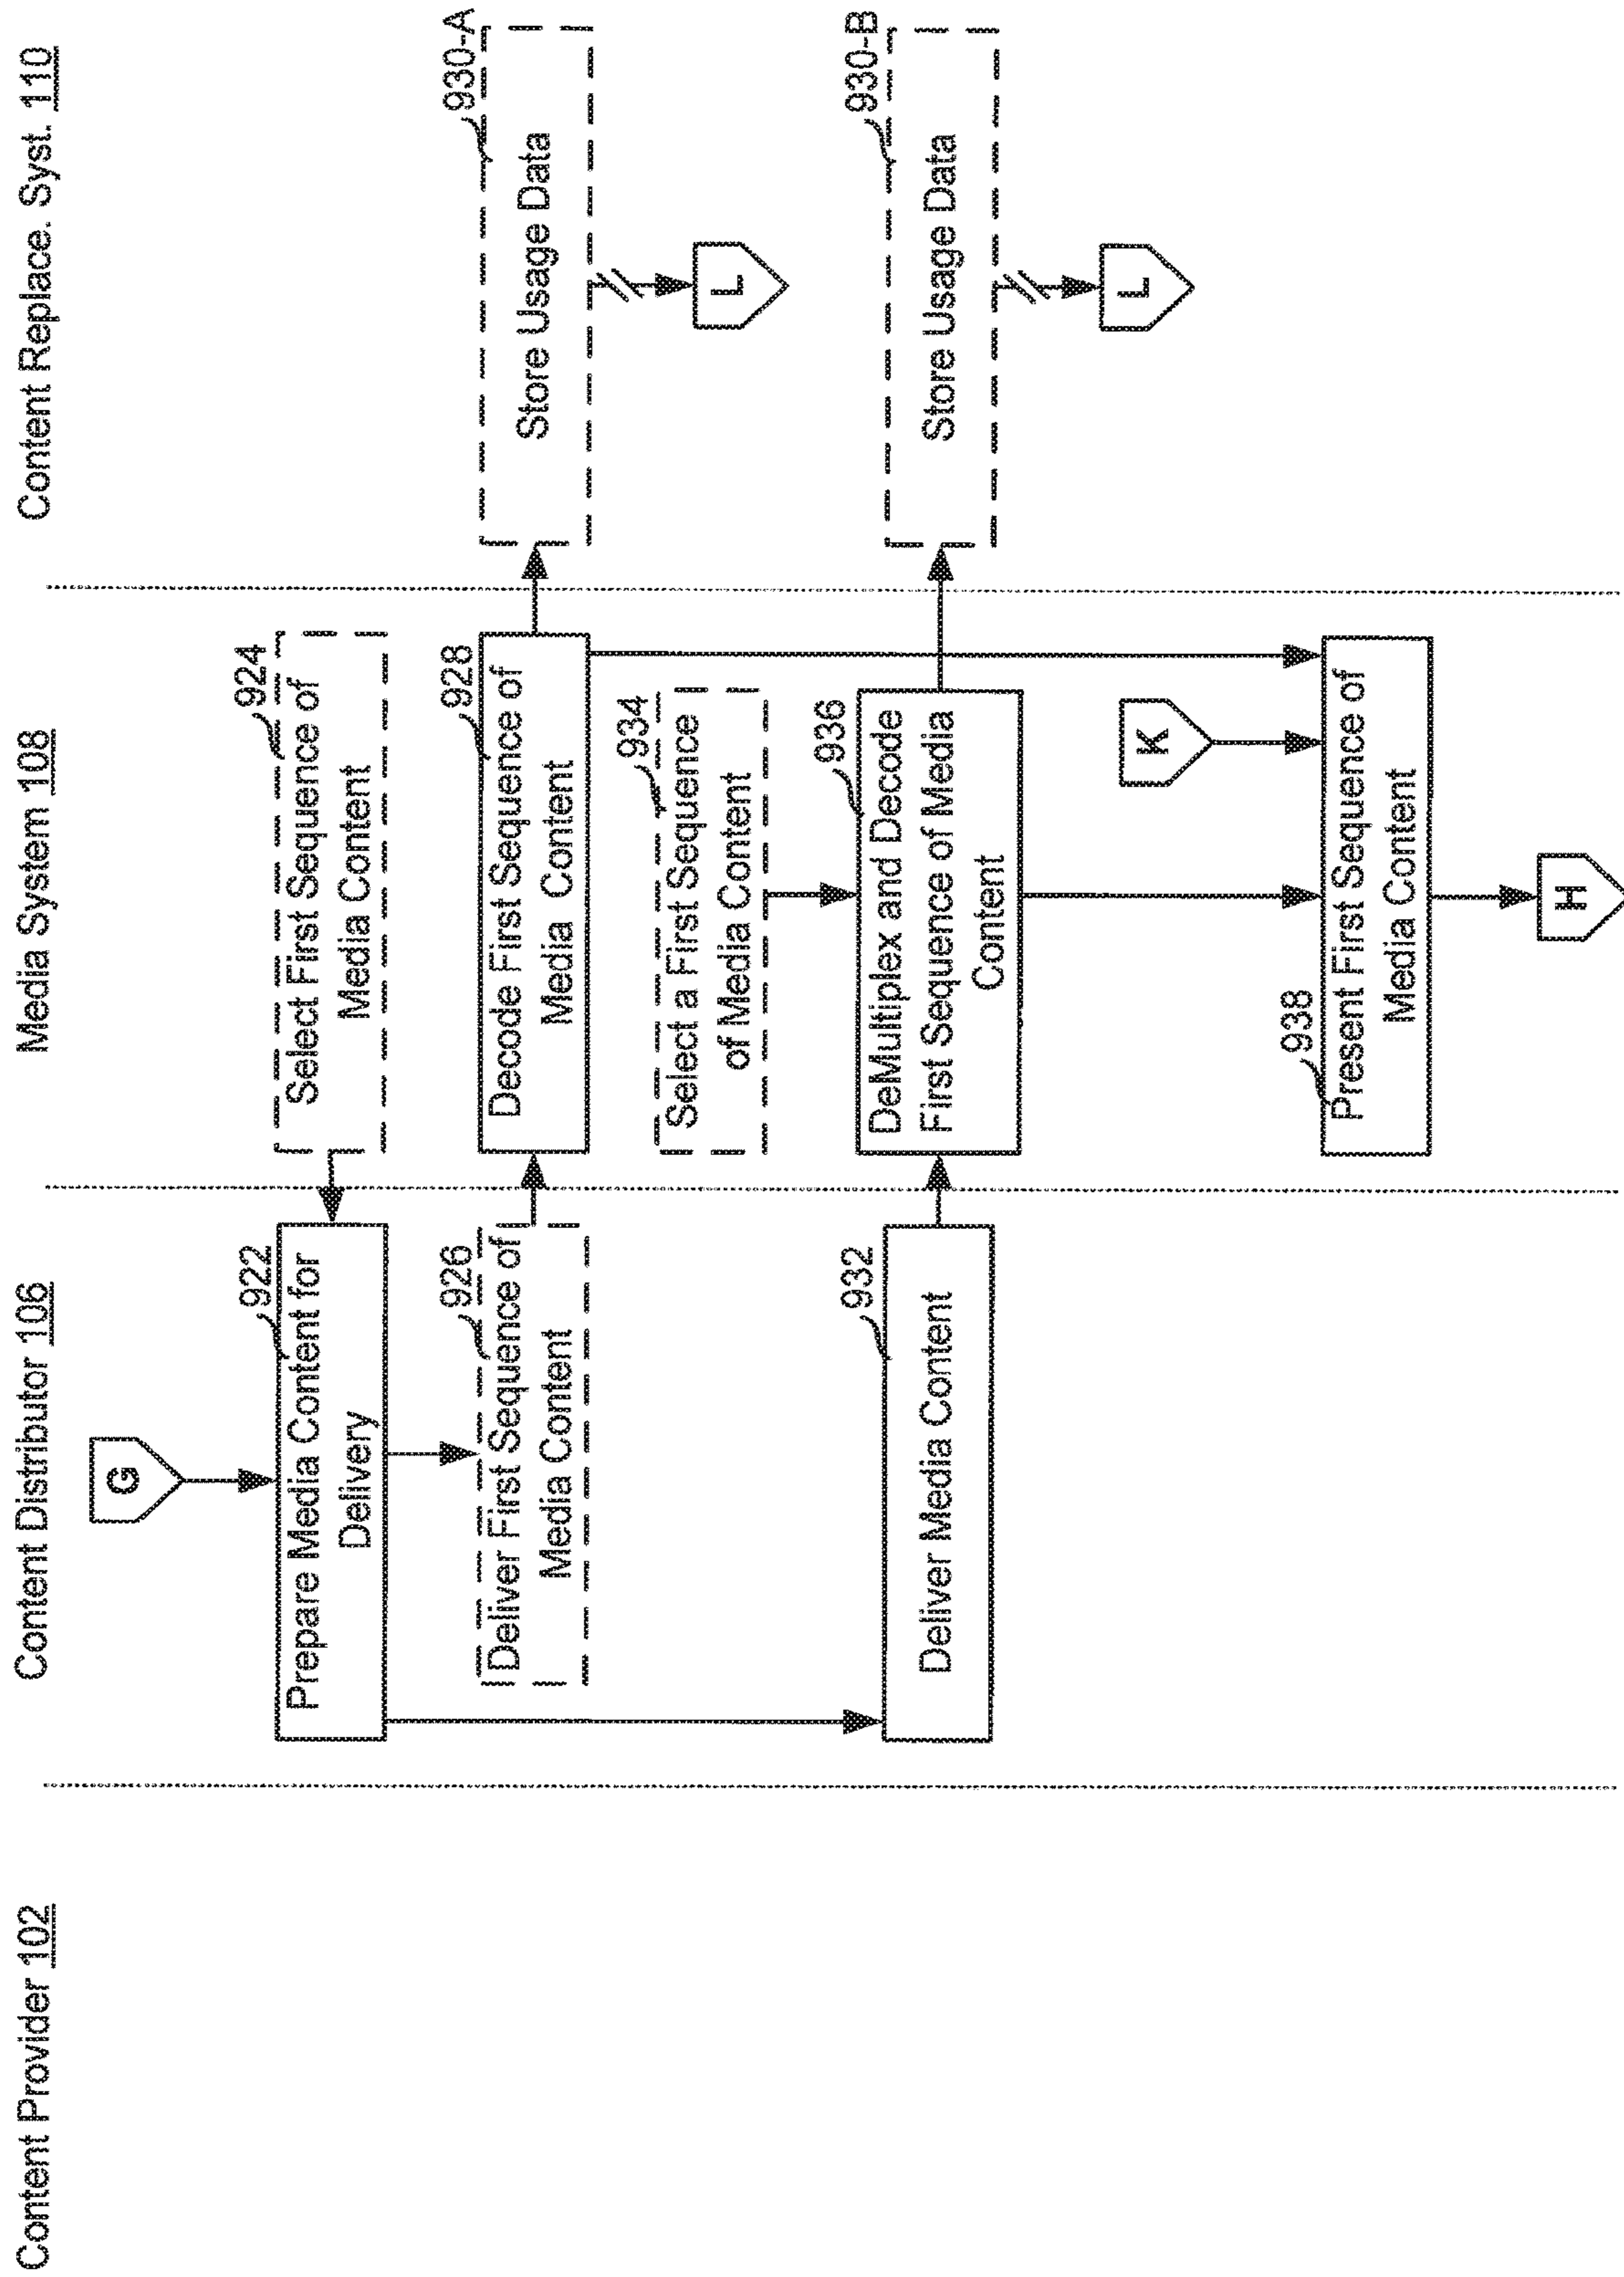 Content Provider 102
Content Distributor 106
Media System 108
Content Replace. Syst. 110
G
922
Prepare Media Content for
Delivery
924
Select First Sequence of
Media Content
926
Deliver First Sequence of
Media Content
928
Decode First Sequence of
Media Content
930-A
Store Usage Data
L
934
Select a First Sequence
of Media Content
932
Deliver Media Content
936
DeMultiplex and Decode
First Sequence of Media
Content
930-B
Store Usage Data
L
K
938
Present First Sequence of
Media Content
H